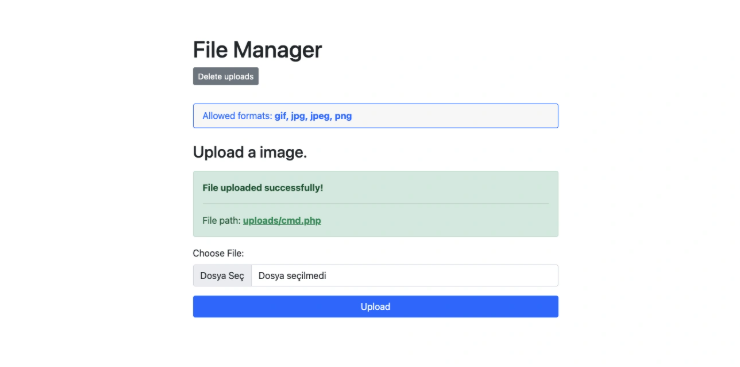 File Manager
Delete uploads
Allowed formats: gif, jpg, jpeg, png
Upload a image.
File uploaded successfully!
File path: uploads/cmd.php
Choose File:
Dosya Seç Dosya seçilmedi
Upload